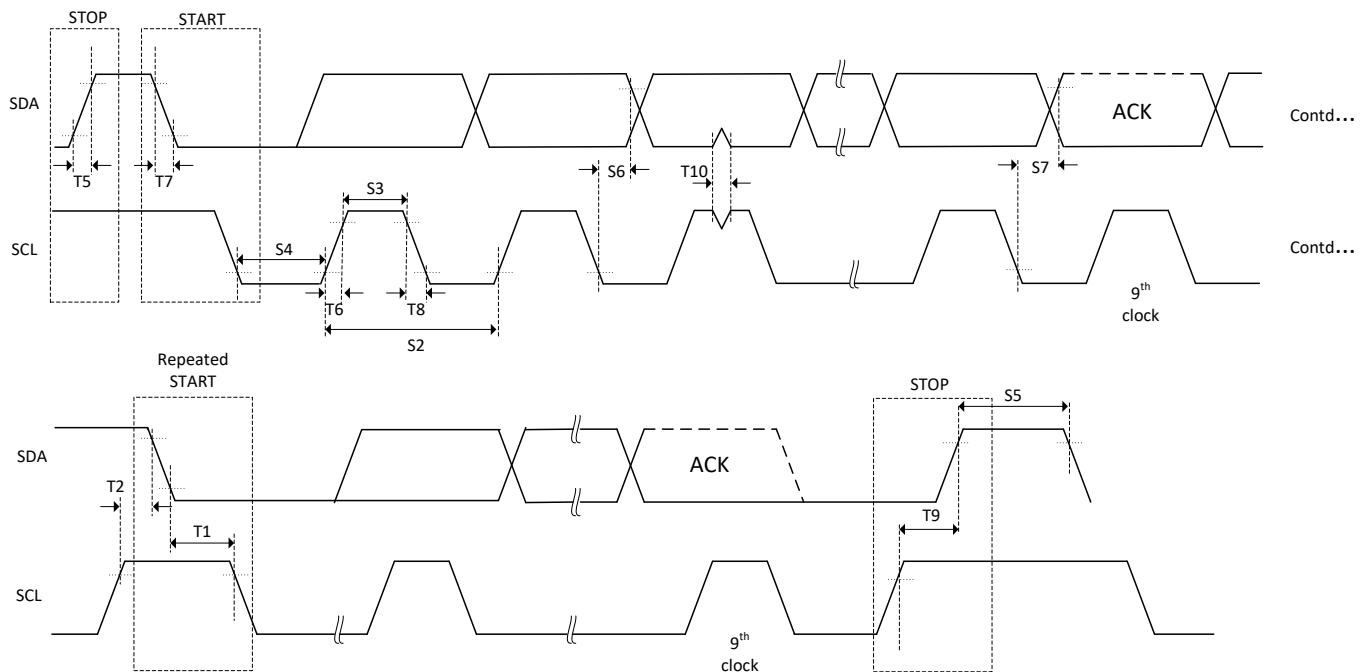 STOP
START
SDA
ACK
Contd...
T5
T7
S6
T10
S7
S3
SCL
S4
Contd...
T6
T8
9th
clock
S2
Repeated
START
STOP
S5
SDA
ACK
T2
T9
T1
SCL
9th
clock